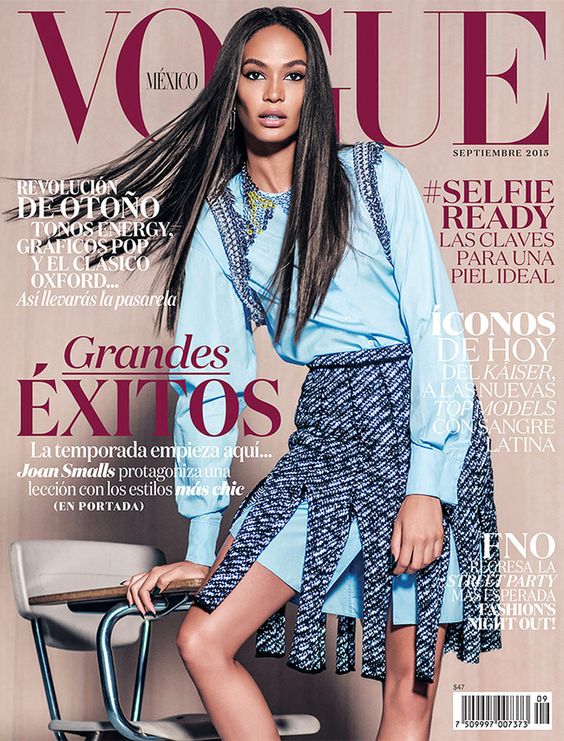 VOGUE
MÉXICO
SEPTIEMBRE 2015
REVOLUCIÓN
DE OTOÑO
TONOS ENERGY,
GRÁFICOS POP
Y EL CLÁSICO
OXFORD...
Así llevarás la pasarela
#SELFIE
READY
LAS CLAVES
PARA UNA
PIEL IDEAL
ÍCONOS
DE HOY
DEL KÁISER,
A LAS NUEVAS
TOP MODELS
CON SANGRE
LATINA
Grandes
ÉXITOS
La temporada empieza aquí...
Joan Smalls protagoniza una
lección con los estilos más chic
(EN PORTADA)
FNO
REGRESA LA
STREET PARTY
MÁS ESPERADA
FASHION'S
NIGHT OUT!
$47
09
7 509997 007373